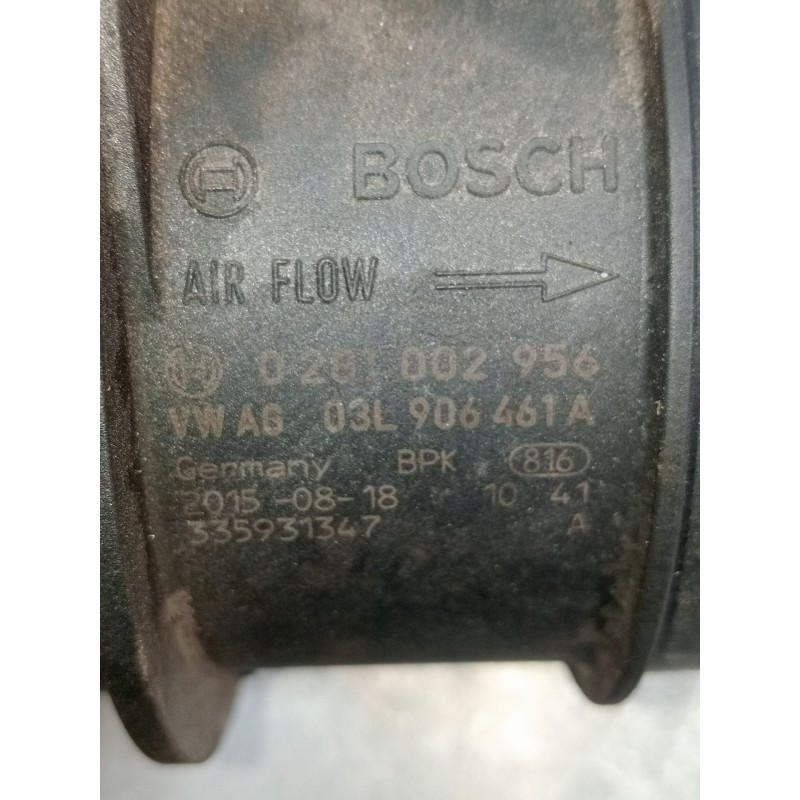 BOSCH
AIR FLOW
0 281 002 956
VW AG 03L 906 461 A
Germany BPK 816
2015-08-18 10 41
335931347 A